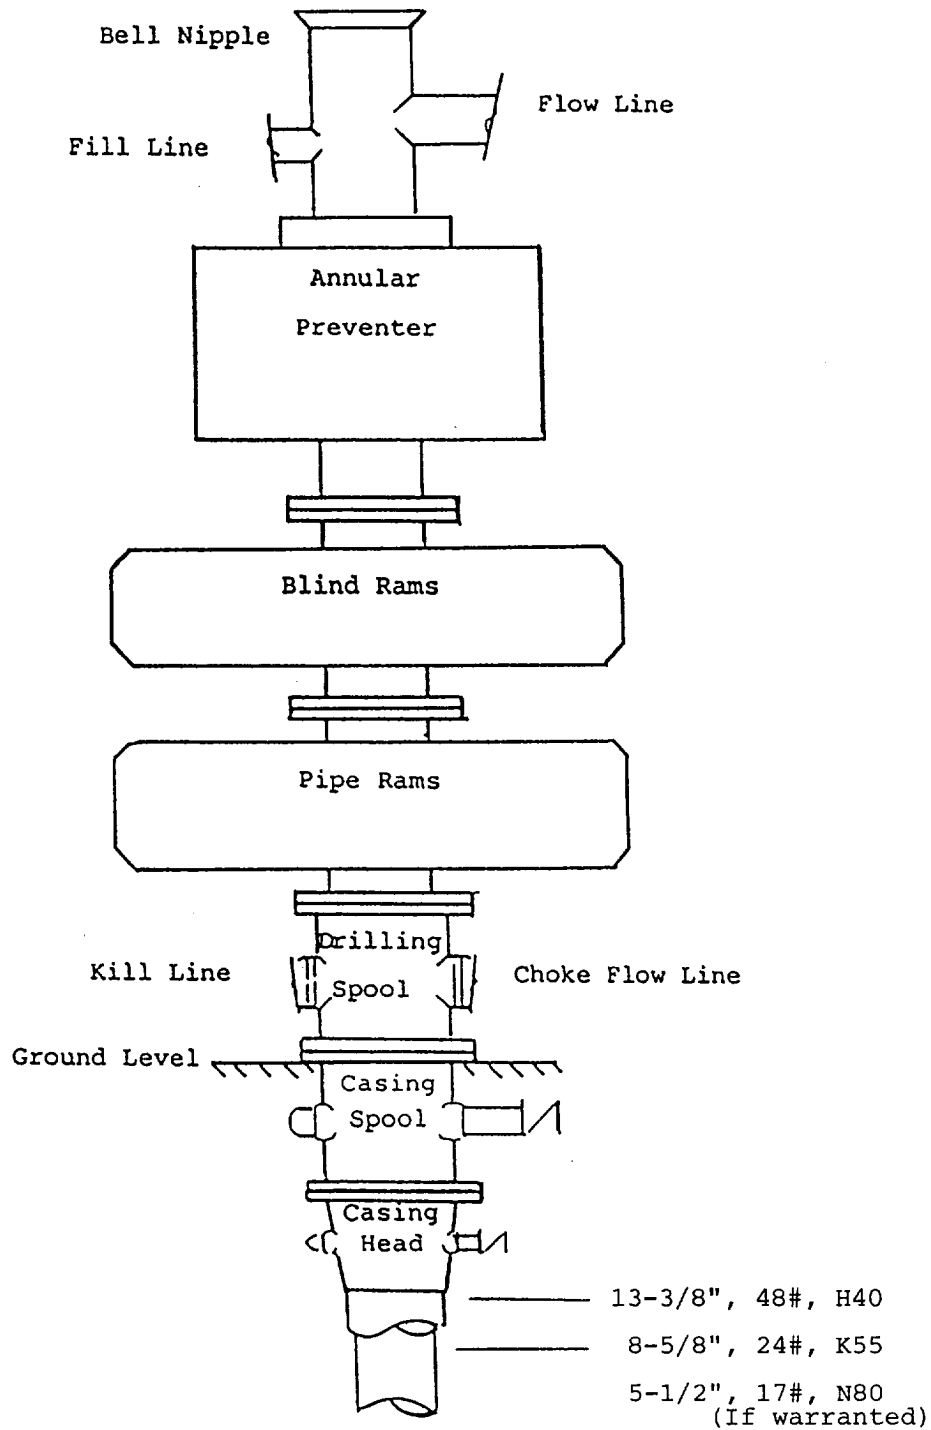 Bell Nipple
Flow Line
Fill Line
Annular
Preventer
Blind Rams
Pipe Rams
Drilling
Kill Line
Spool
Choke Flow Line
Ground Level
Casing
Spool
Casing
Head
13-3/8", 48#, H40
8-5/8", 24#, K55
5-1/2", 17#, N80
(If warranted)